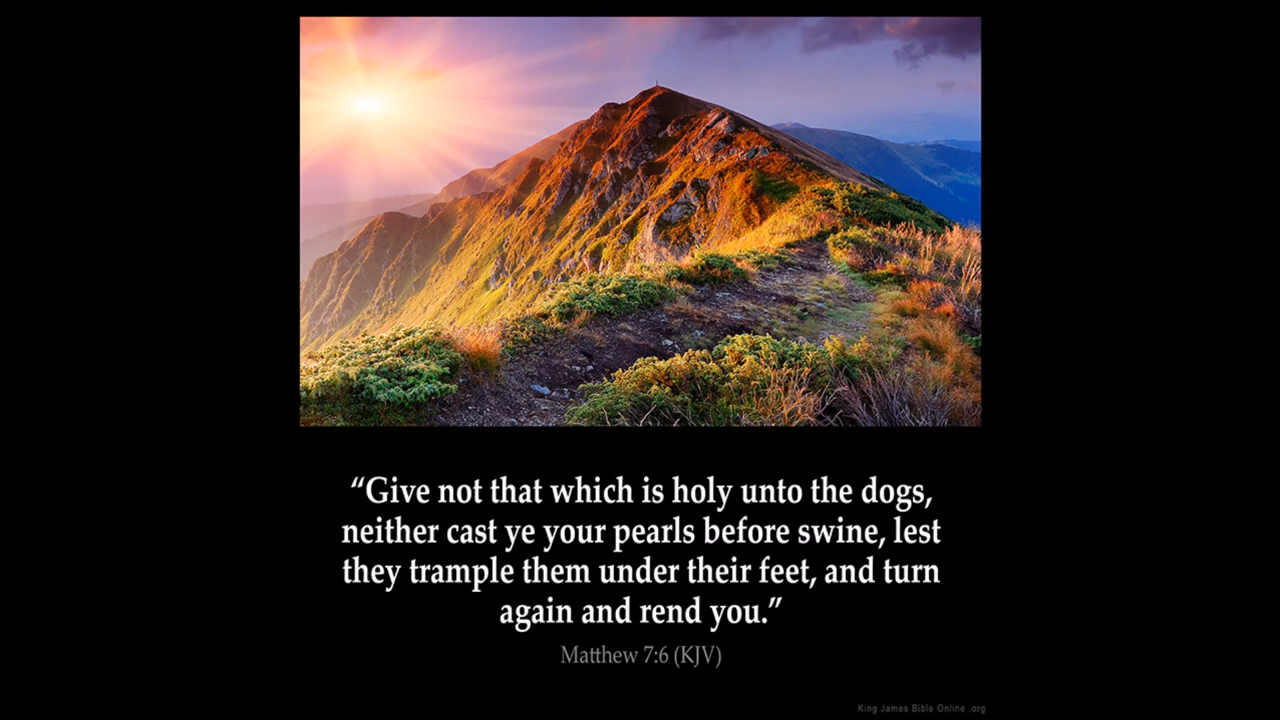 “Give not that which is holy unto the dogs,
neither cast ye your pearls before swine, lest
they trample them under their feet, and turn
again and rend you.”
Matthew 7:6 (KJV)
King James Bible Online .org